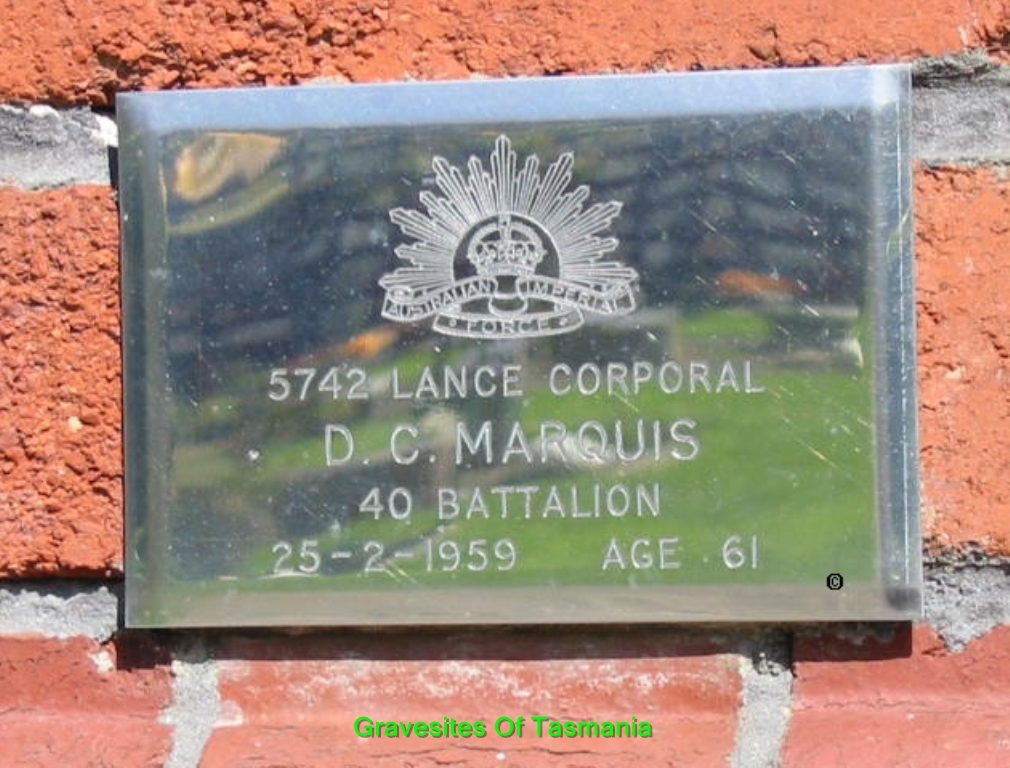 AUSTRALIAN IMPERIAL
FORCE
5742 LANCE CORPORAL
D. C. MARQUIS
40 BATTALION
25-2-1959 AGE 61
©
Gravesites Of Tasmania